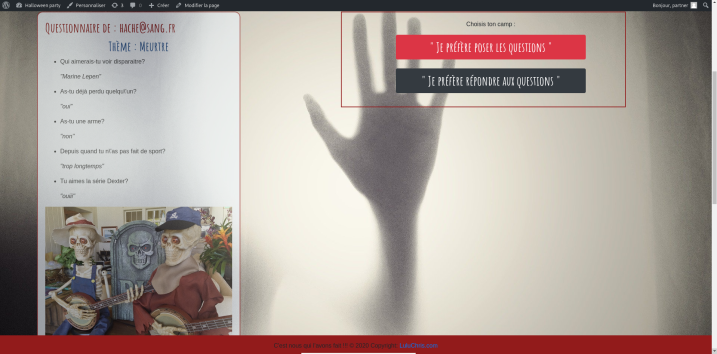 Halloween party
Personnaliser
3
0
Créer
Modifier la page
Bonjour, partner
Questionnaire de : hache@sang.fr
Thème : Meurtre
Qui aimerais-tu voir disparaitre?
"Marine Lepen"
As-tu déjà perdu quelqu'un?
"oui"
As-tu une arme?
"non"
Depuis quand tu n'as pas fait de sport?
"trop longtemps"
Tu aimes la série Dexter?
"ouiii"
Choisis ton camp :
" Je préfère poser les questions "
" Je préfère répondre aux questions "
© 2020 Copyright: